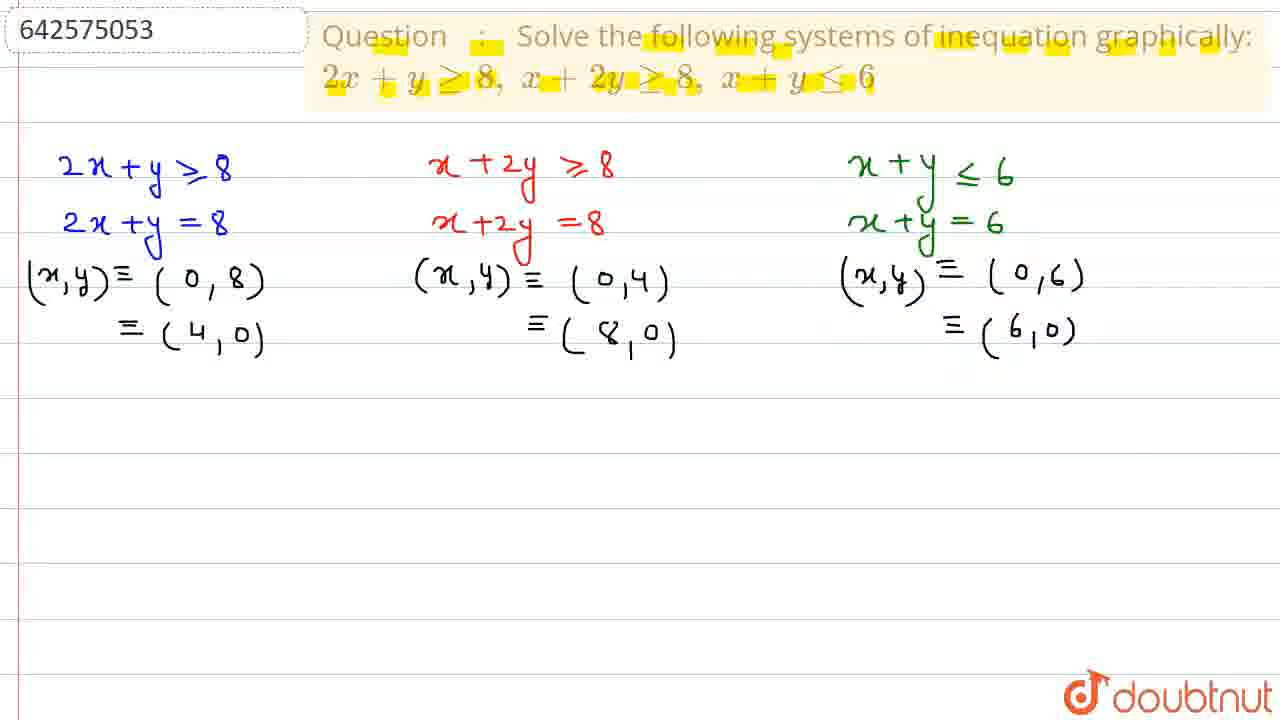 642575053
Question : Solve the following systems of inequation graphically:
2x + y ≥ 8, x + 2y ≥ 8, x + y ≤ 6
2x + y ≥ 8 x + 2y ≥ 8 x + y ≤ 6
2x + y = 8 x + 2y = 8 x + y = 6
(x, y) ≡ (0, 8) (x, y) ≡ (0, 4) (x, y) ≡ (0, 6)
≡ (4, 0) ≡ (8, 0) ≡ (6, 0)
doubtnut